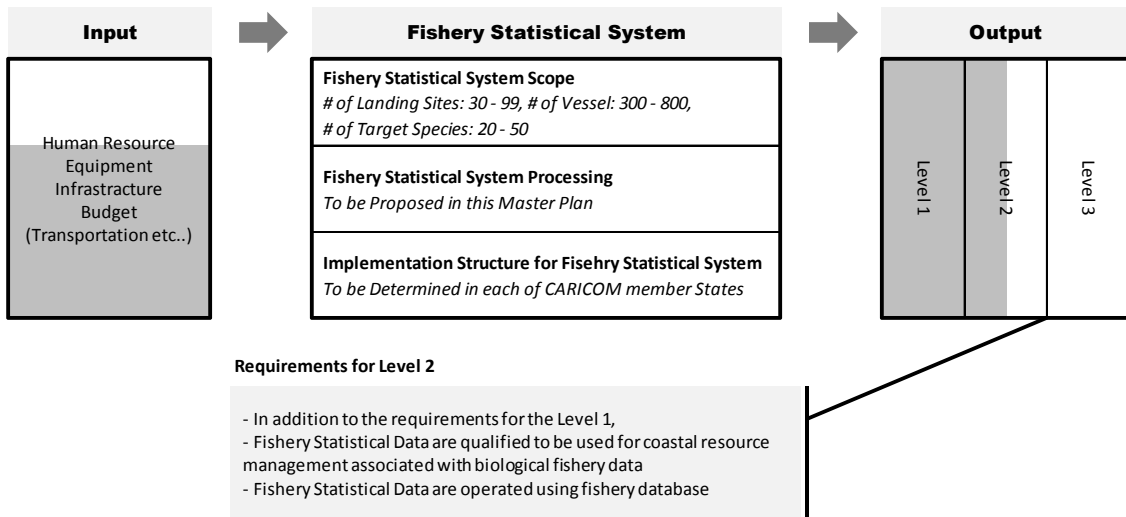 Input
Fishery Statistical System
Output
Human Resource
Equipment
Infrastracture
Budget
(Transportation etc..)
Fishery Statistical System Scope
# of Landing Sites: 30 - 99, # of Vessel: 300 - 800,
# of Target Species: 20 - 50
Fishery Statistical System Processing
To be Proposed in this Master Plan
Implementation Structure for Fisehry Statistical System
To be Determined in each of CARICOM member States
Level 1
Level 2
Level 3
Requirements for Level 2
- In addition to the requirements for the Level 1,
- Fishery Statistical Data are qualified to be used for coastal resource
management associated with biological fishery data
- Fishery Statistical Data are operated using fishery database